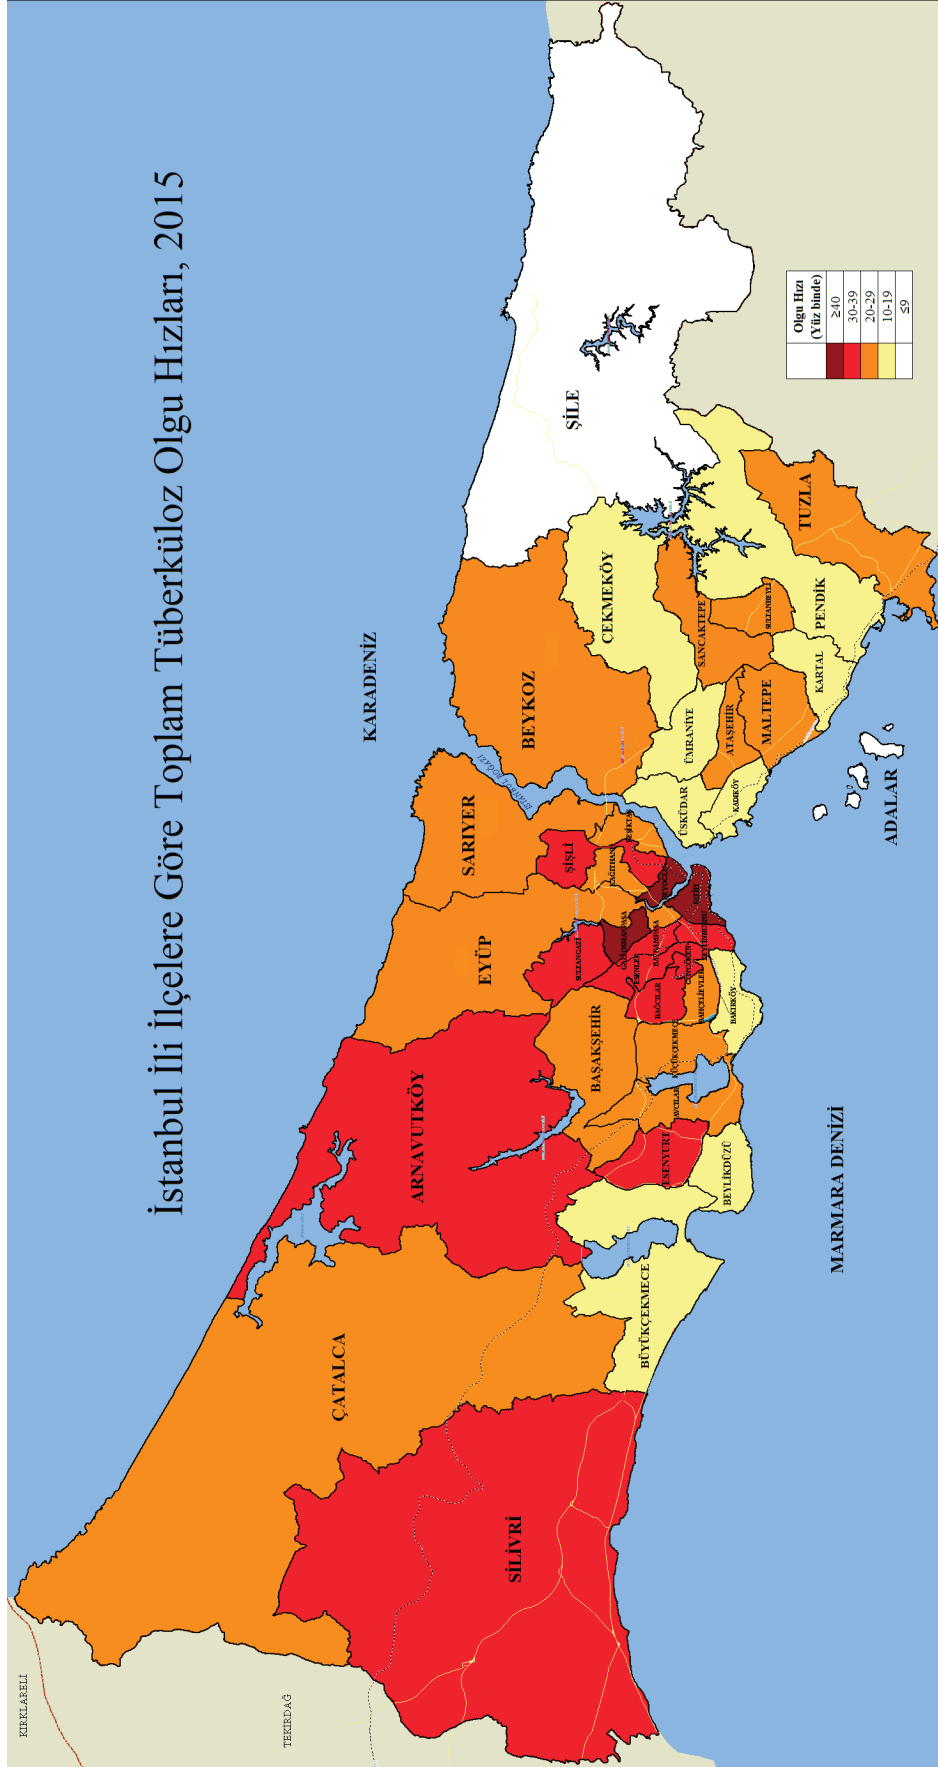 İstanbul İli İlçelere Göre Toplam Tüberküloz Olgu Hızları, 2015
KIRKLARELİ
TEKİRDAĞ
KARADENİZ
İSTANBUL BOĞAZI
MARMARA DENİZİ
SİLİVRİ
ÇATALCA
BÜYÜKÇEKMECE
ARNAVUTKÖY
BEYLİKDÜZÜ
ESENYURT
AVCILAR
KÜÇÜKÇEKMECE
BAŞAKŞEHİR
BAKIRKÖY
BAHÇELİEVLER
BAĞCILAR
GÜNGÖREN
ESENLER
BAYRAMPAŞA
ZEYTİNBURNU
GAZİOSMANPAŞA
SULTANGAZİ
EYÜP
FATİH
BEYOĞLU
KAĞITHANE
ŞİŞLİ
BEŞİKTAŞ
SARIYER
BEYKOZ
ÜSKÜDAR
KADIKÖY
ÜMRANİYE
ATAŞEHİR
MALTEPE
ADALAR
KARTAL
SANCAKTEPE
SULTANBEYLİ
ÇEKMEKÖY
PENDİK
TUZLA
ŞİLE
Olgu Hızı
(Yüz binde)
≥40
30-39
20-29
10-19
≤9